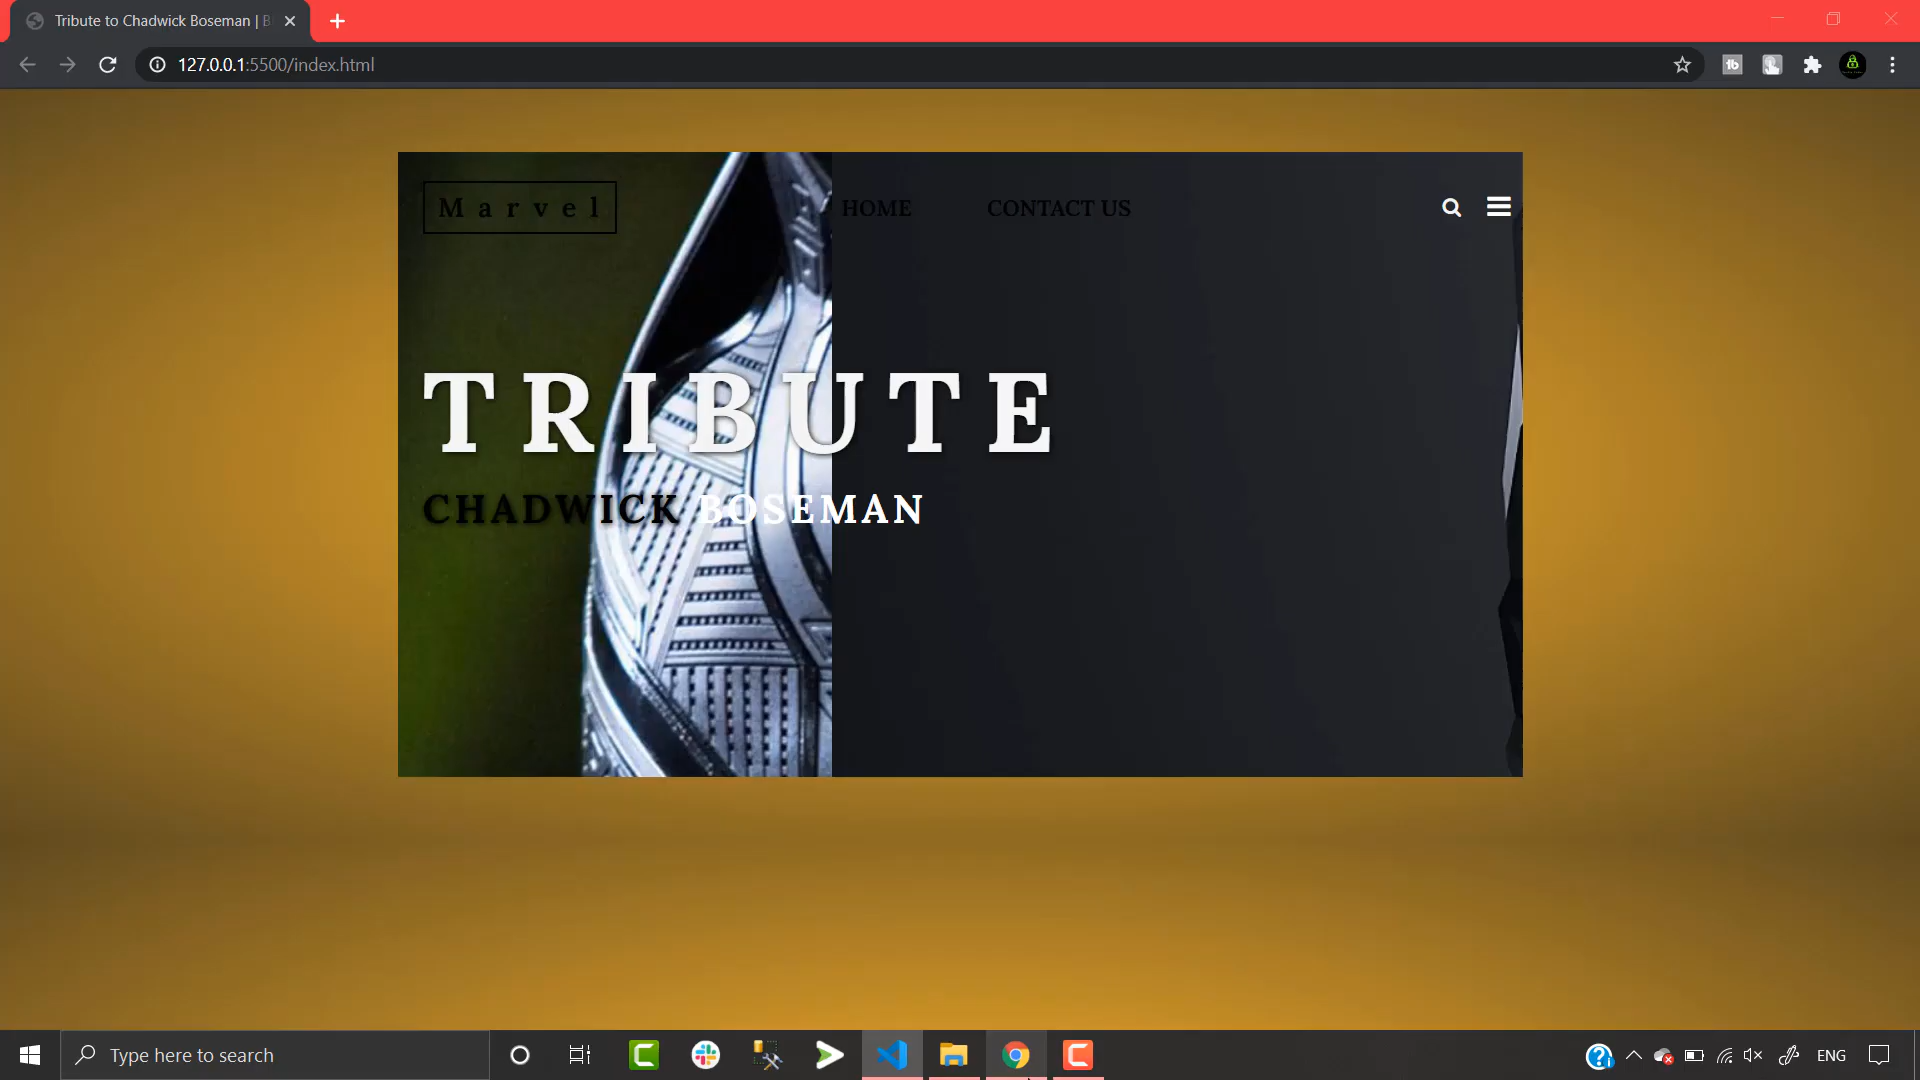 Tribute to Chadwick Boseman | B
127.0.0.1:5500/index.html
Marvel
HOME
CONTACT US
TRIBUTE
CHADWICK BOSEMAN
Type here to search
ENG